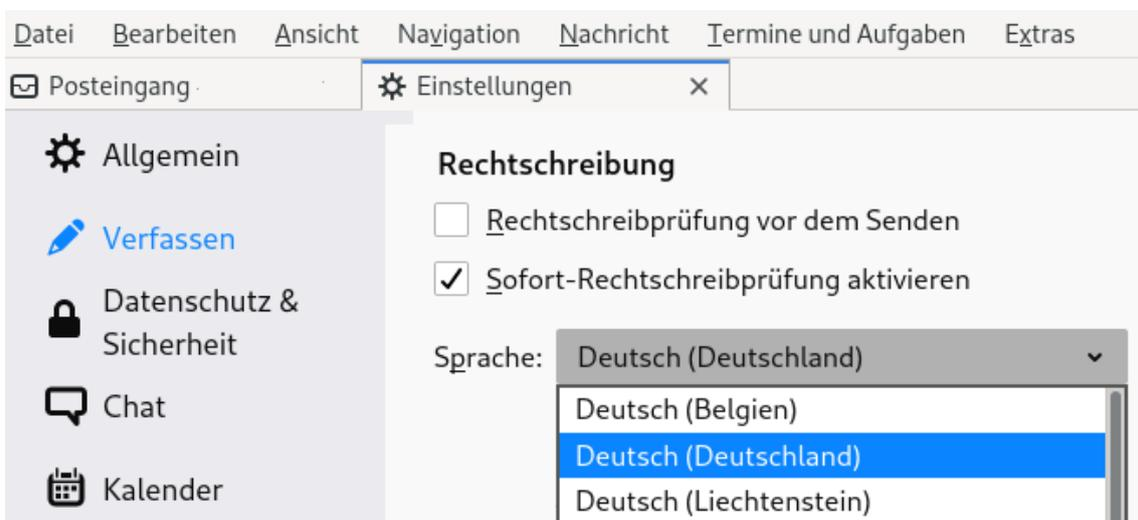 Datei Bearbeiten Ansicht Navigation Nachricht Termine und Aufgaben Extras
Posteingang Einstellungen
Allgemein
Verfassen
Datenschutz &
Sicherheit
Chat
Kalender
Rechtschreibung
Rechtschreibprüfung vor dem Senden
Sofort-Rechtschreibprüfung aktivieren
Sprache: Deutsch (Deutschland)
Deutsch (Belgien)
Deutsch (Deutschland)
Deutsch (Liechtenstein)